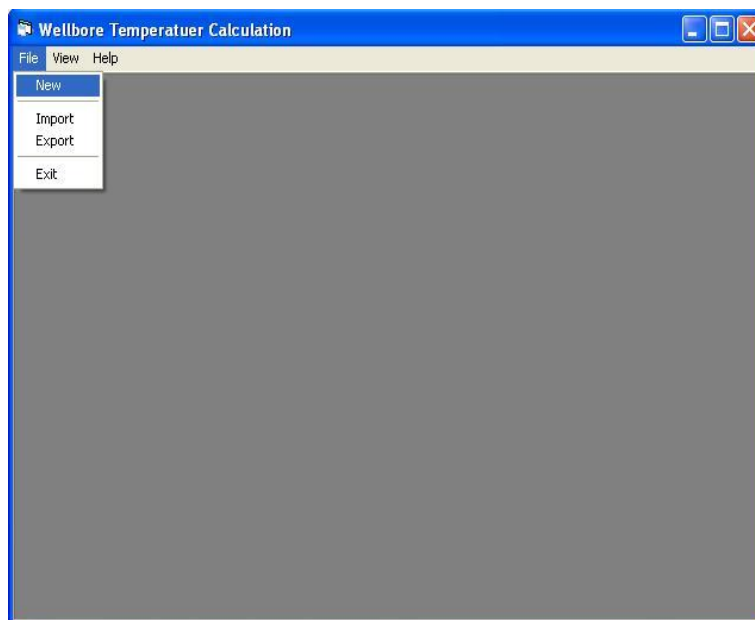 Wellbore Temperatuer Calculation
File View Help
New
Import
Export
Exit